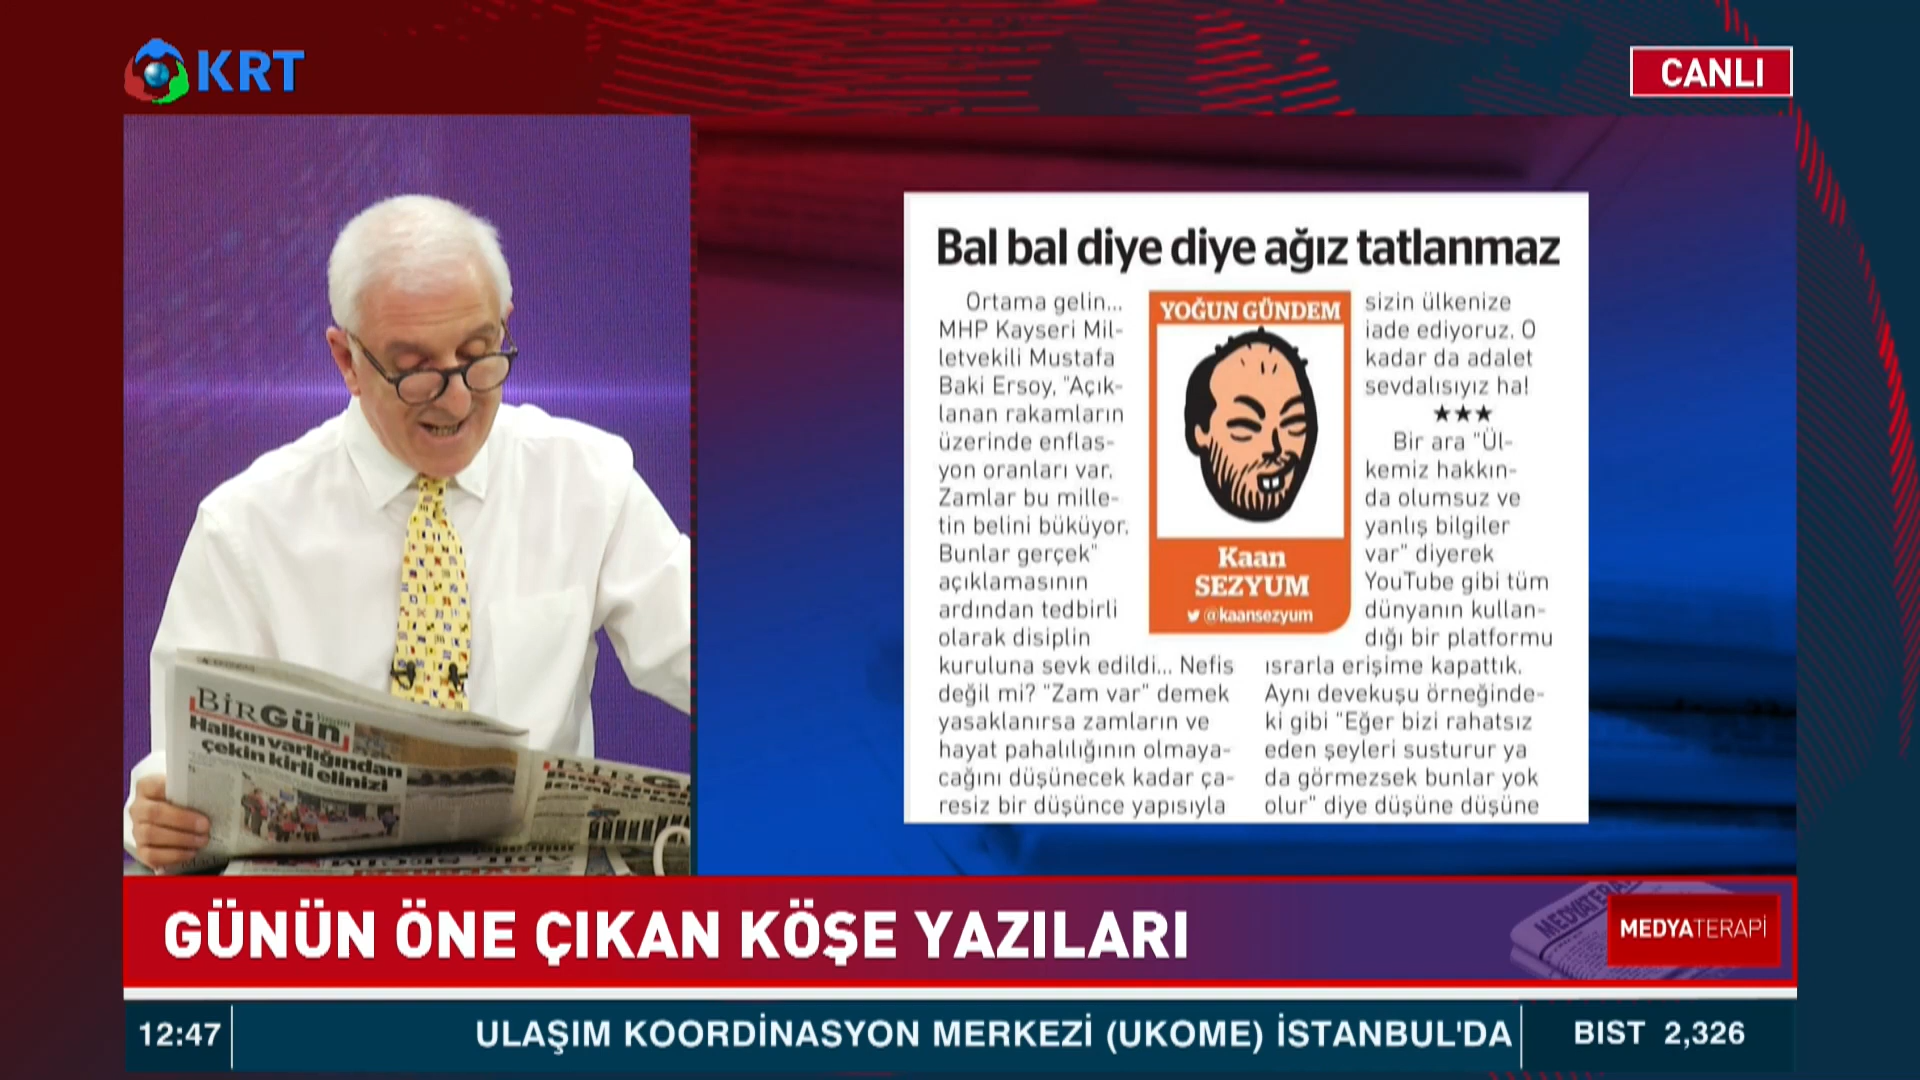 KRT
CANLI
Bal bal diye diye ağız tatlanmaz
Ortama gelin...
MHP Kayseri Mil-
letvekili Mustafa
Baki Ersoy, "Açık-
lanan rakamların
üzerinde enflas-
yon oranları var.
Zamlar bu mille-
tin belini büküyor.
Bunlar gerçek"
açıklamasının
ardından tedbirli
olarak disiplin
kuruluna sevk edildi... Nefis
değil mi? "Zam var" demek
yasaklanırsa zamların ve
hayat pahalılığının olmaya-
cağını düşünecek kadar ça-
resiz bir düşünce yapısıyla
YOĞUN GÜNDEM
Kaan
SEZYUM
@kaansezyum
sizin ülkenize
iade ediyoruz. O
kadar da adalet
sevdalısıyız ha!
★★★
Bir ara "Ül-
kemiz hakkın-
da olumsuz ve
yanlış bilgiler
var" diyerek
YouTube gibi tüm
dünyanın kullan-
dığı bir platformu
ısrarla erişime kapattık.
Aynı devekuşu örneğinde-
ki gibi "Eğer bizi rahatsız
eden şeyleri susturur ya
da görmezsek bunlar yok
olur" diye düşüne düşüne
BİRGün
Halkın varlığından
çekin kirli elinizi
GÜNÜN ÖNE ÇIKAN KÖŞE YAZILARI
MEDYATERAPİ
12:47
ULAŞIM KOORDİNASYON MERKEZİ (UKOME) İSTANBUL'DA
BIST 2,326